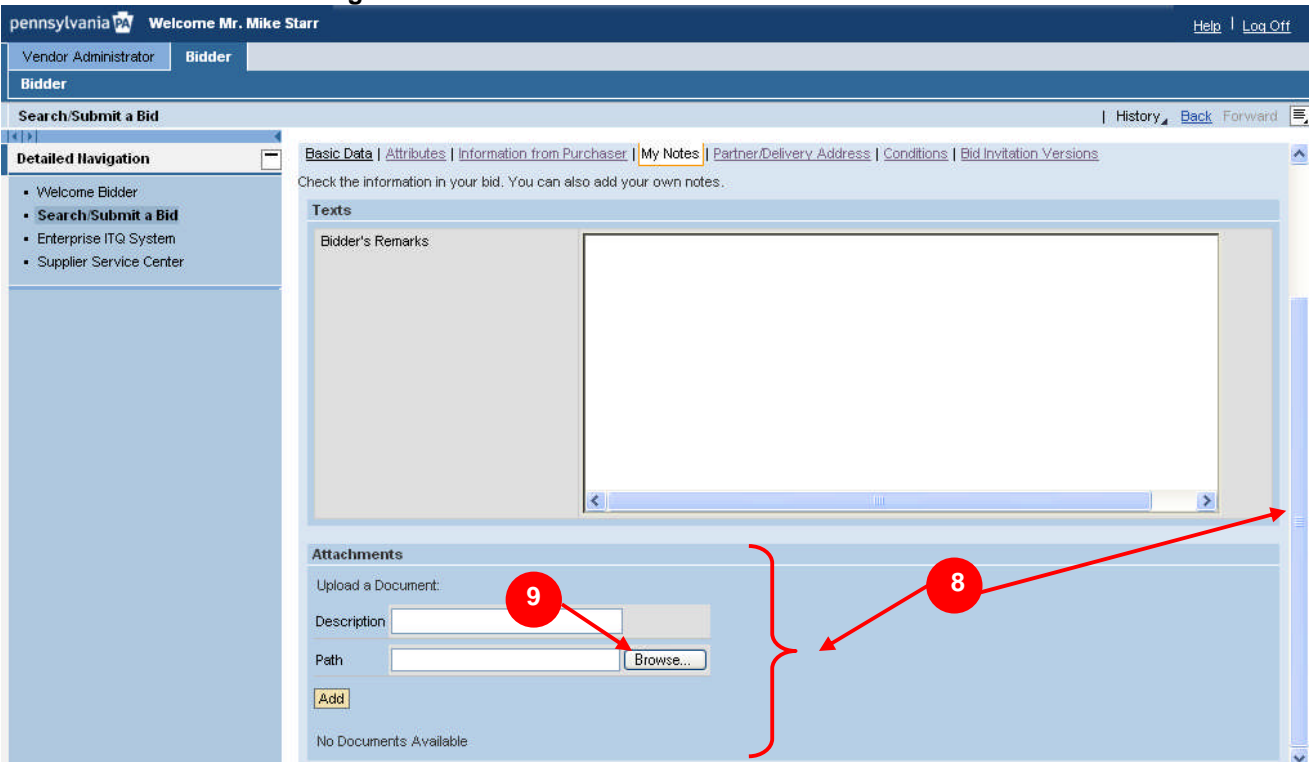 pennsylvania PA Welcome Mr. Mike Starr Help | Log Off
Vendor Administrator Bidder
Bidder
Search/Submit a Bid | History Back Forward
Detailed Navigation
Basic Data | Attributes | Information from Purchaser | My Notes | Partner/Delivery Address | Conditions | Bid Invitation Versions
Check the information in your bid. You can also add your own notes.
• Welcome Bidder
• Search/Submit a Bid
• Enterprise ITQ System
• Supplier Service Center
Texts
Bidder's Remarks
Attachments
Upload a Document:
9
8
Description
Path Browse...
Add
No Documents Available